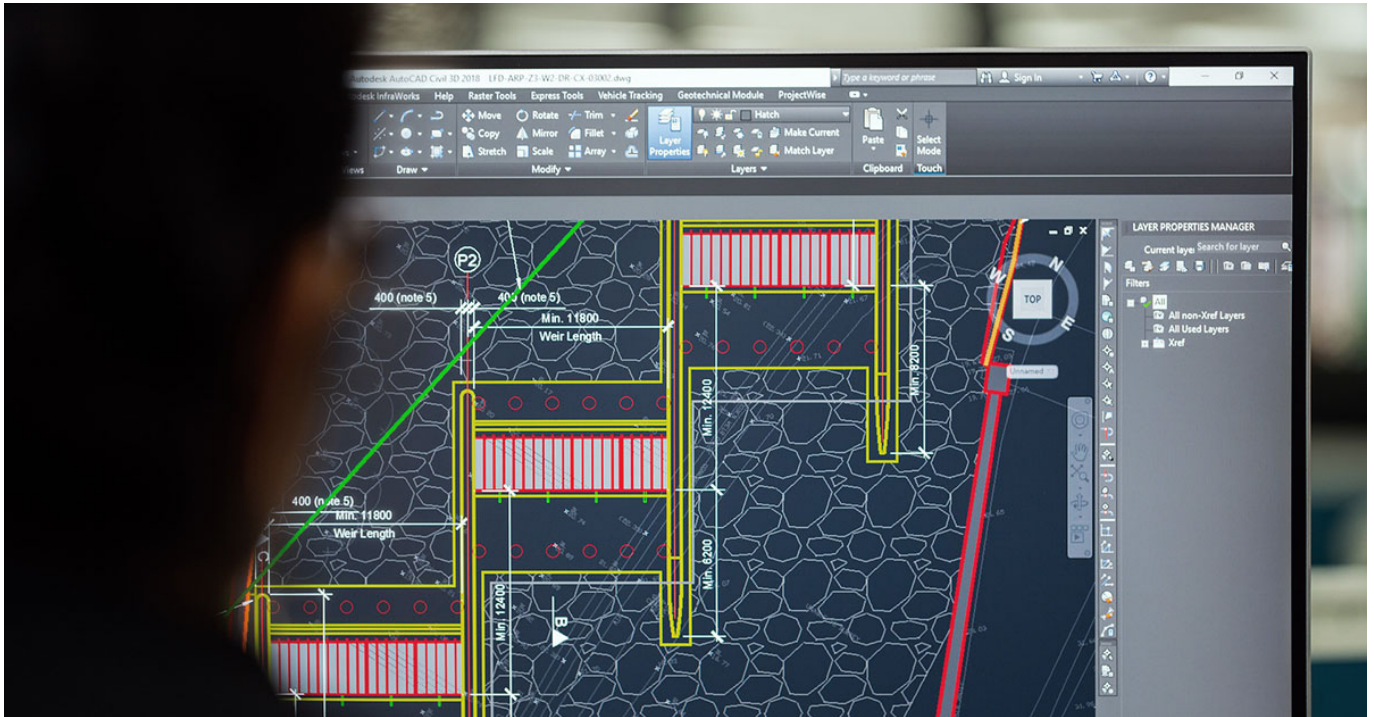 Autodesk AutoCAD Civil 3D 2018 LFD-ARP-Z3-W2-DR-CX-03002.dwg
Type a keyword or phrase
Sign In
InfraWorks Help Raster Tools Express Tools Vehicle Tracking Geotechnical Module ProjectWise
Move Rotate Trim
Copy Mirror Fillet
Stretch Scale Array
Layer
Properties
Hatch
Make Current
Match Layer
Paste
Select
Mode
Draw Modify Layers Clipboard Touch
LAYER PROPERTIES MANAGER
Search for layer
Filters
All
All non-Xref Layers
All Used Layers
Xref
N
W
TOP
S
E
Unnamed
P2
400 (note 5)
400 (note 5)
Min. 11800
Weir Length
Min. 8200
Min. 12400
400 (note 5)
Min. 11800
Weir Length
Min. 6200
Min. 12400
B
C